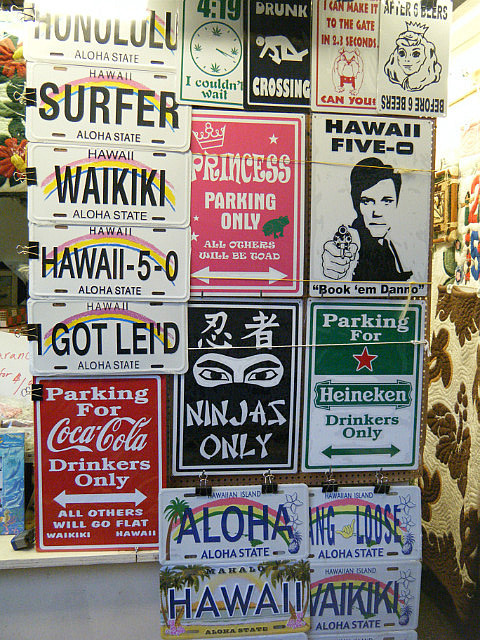 HONOLULU
ALOHA STATE
HAWAII
SURFER
ALOHA STATE
HAWAII
WAIKIKI
ALOHA STATE
HAWAII
HAWAII-5-0
ALOHA STATE
HAWAII
GOT LEI'D
ALOHA STATE
4:19
I couldn't
wait
DRUNK
CROSSING
I CAN MAKE IT
TO THE GATE
IN 2.3 SECONDS
CAN YOU?
AFTER 6 BEERS
BEFORE 6 BEERS
PRINCESS
PARKING
ONLY
ALL OTHERS
WILL BE TOAD
HAWAII
FIVE-O
"Book 'em Danno"
Parking
For
Coca-Cola
Drinkers
Only
ALL OTHERS
WILL GO FLAT
WAIKIKI HAWAII
忍者
NINJAS
ONLY
Parking
For
Heineken
Drinkers
Only
HAWAIIAN ISLAND
ALOHA
ALOHA STATE
HAWAIIAN ISLAND
ANG LOOSE
ALOHA STATE
MAHALO
HAWAII
ALOHA STATE
HAWAIIAN ISLAND
WAIKIKI
ALOHA STATE